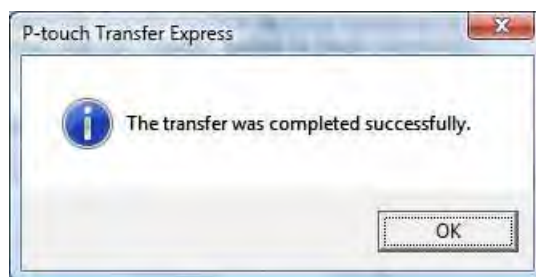 P-touch Transfer Express
The transfer was completed successfully.
OK